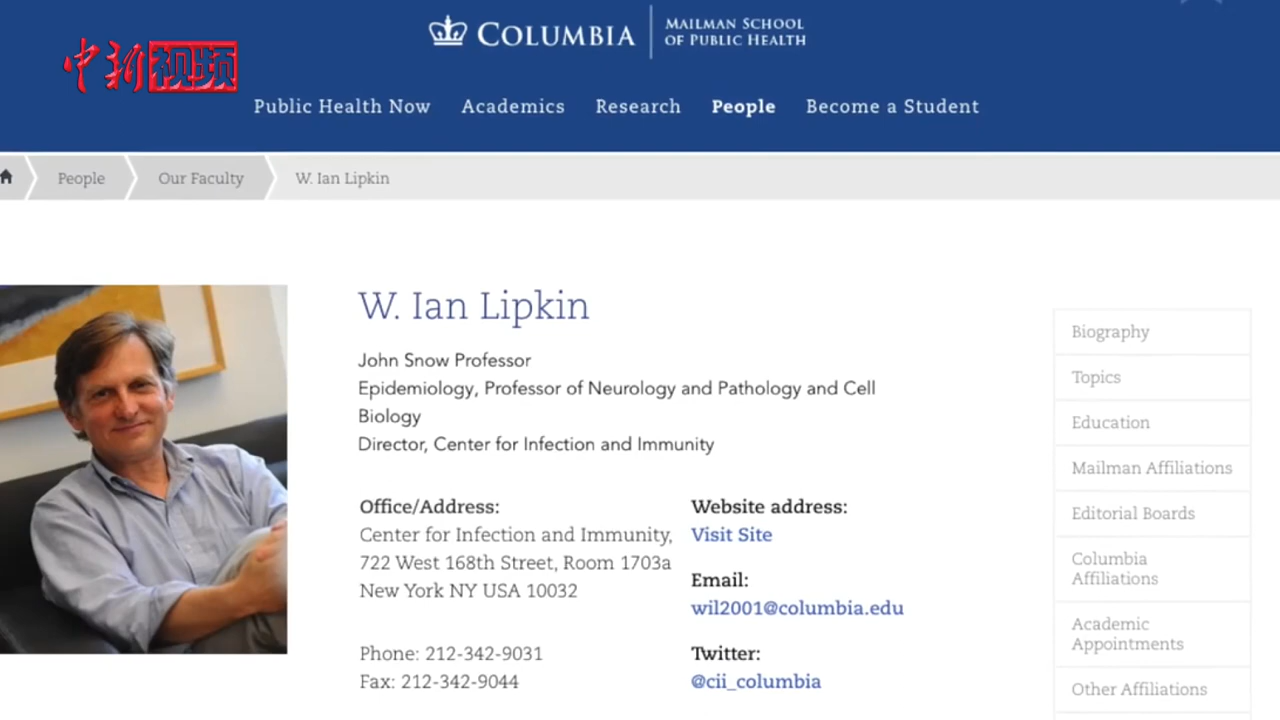 COLUMBIA
MAILMAN SCHOOL
OF PUBLIC HEALTH
中新视频
Public Health Now
Academics
Research
People
Become a Student
People
Our Faculty
W. Ian Lipkin
W. Ian Lipkin
John Snow Professor
Epidemiology, Professor of Neurology and Pathology and Cell
Biology
Director, Center for Infection and Immunity
Office/Address:
Center for Infection and Immunity,
722 West 168th Street, Room 1703a
New York NY USA 10032
Phone: 212-342-9031
Fax: 212-342-9044
Website address:
Visit Site
Email:
wil2001@columbia.edu
Twitter:
@cii_columbia
Biography
Topics
Education
Mailman Affiliations
Editorial Boards
Columbia
Affiliations
Academic
Appointments
Other Affiliations